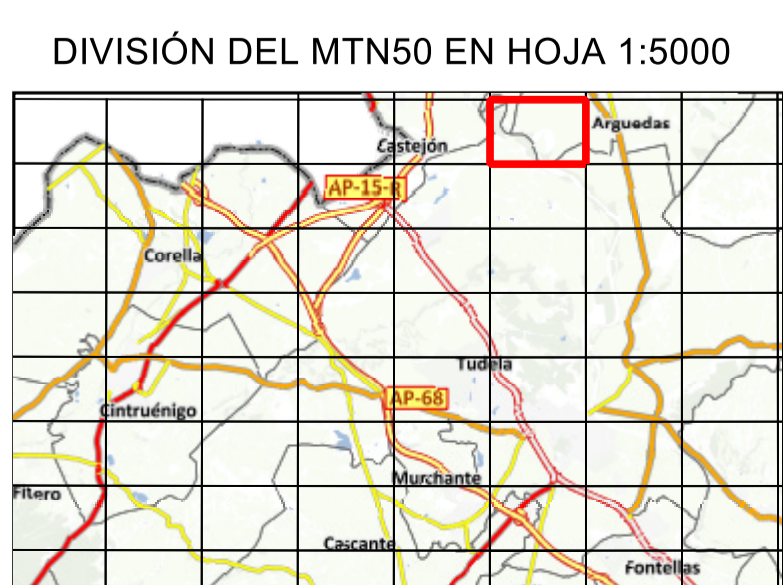 DIVISIÓN DEL MTN50 EN HOJA 1:5000
Arguedas
Castejón
AP-15-R
Corella
Tudela
AP-68
Cintruénigo
Murchante
Fitero
Cascante
Fontellas